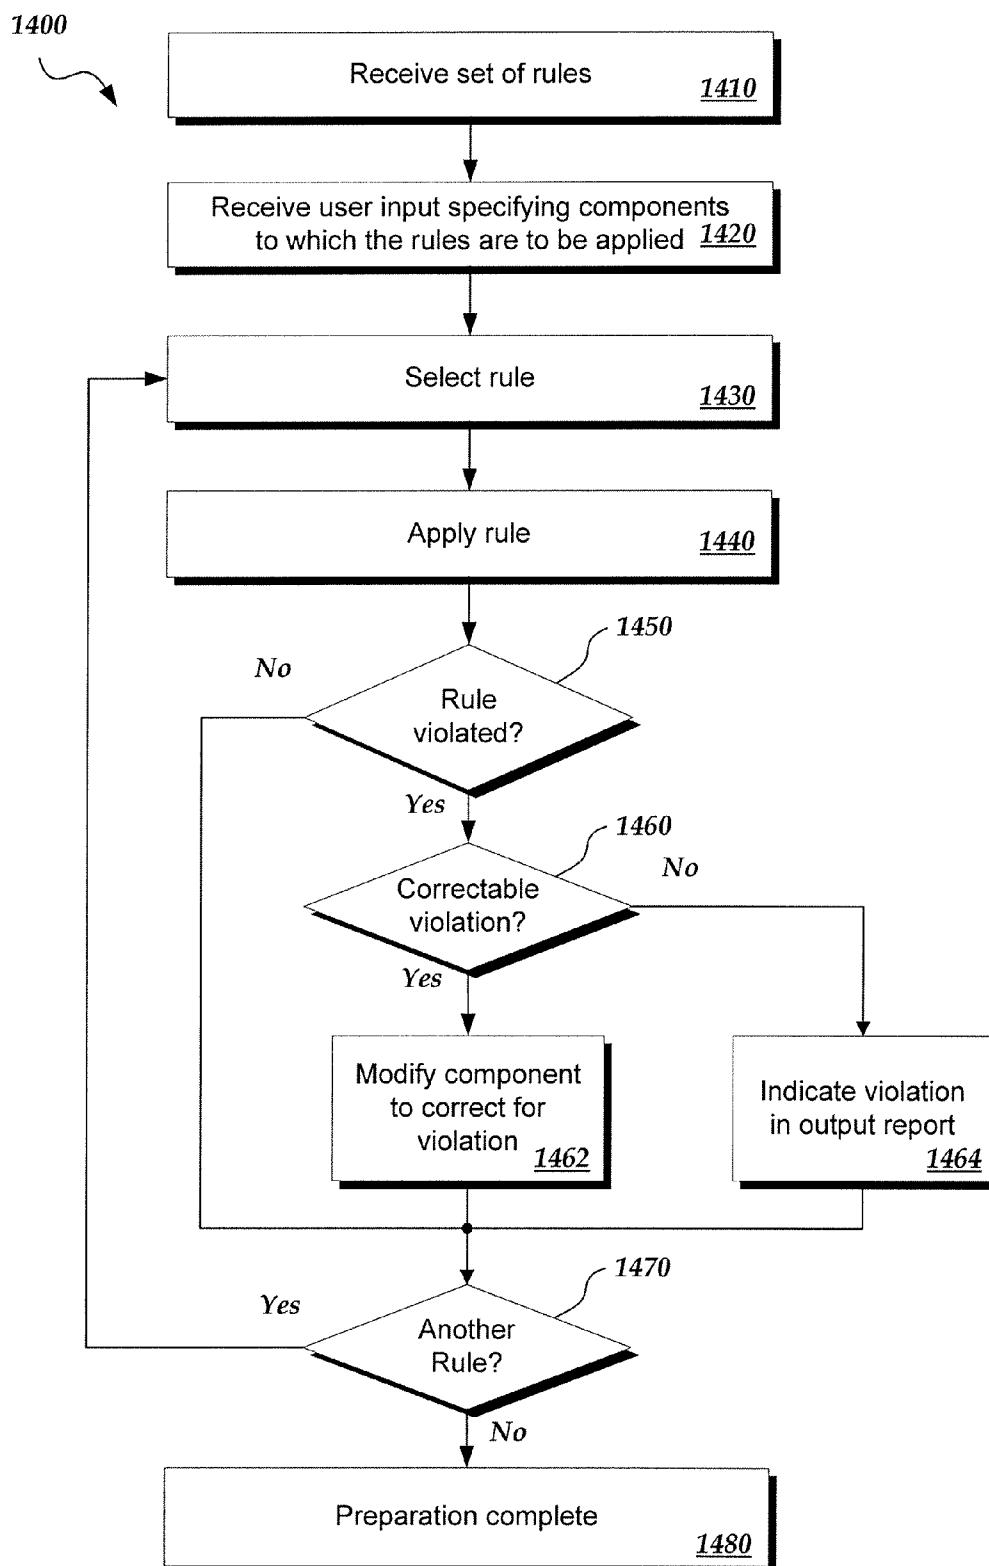 1400
Receive set of rules
1410
Receive user input specifying components
to which the rules are to be applied
1420
Select rule
1430
Apply rule
1440
1450
No
Rule
violated?
Yes
1460
No
Correctable
violation?
Yes
Modify component
to correct for
violation
1462
Indicate violation
in output report
1464
1470
Yes
Another
Rule?
No
Preparation complete
1480